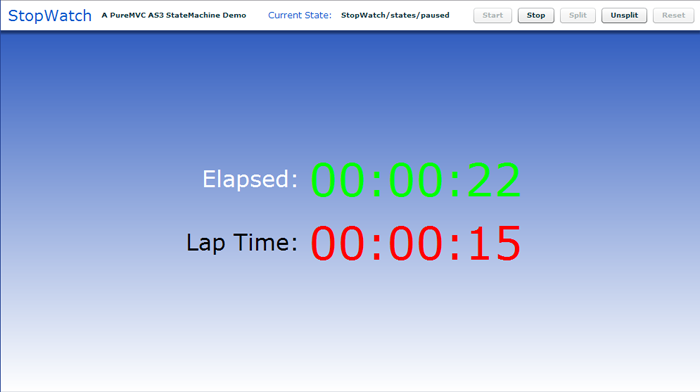 StopWatch A PureMVC AS3 StateMachine Demo Current State: StopWatch/states/paused Start Stop Split Unsplit Reset
Elapsed: 00:00:22
Lap Time: 00:00:15